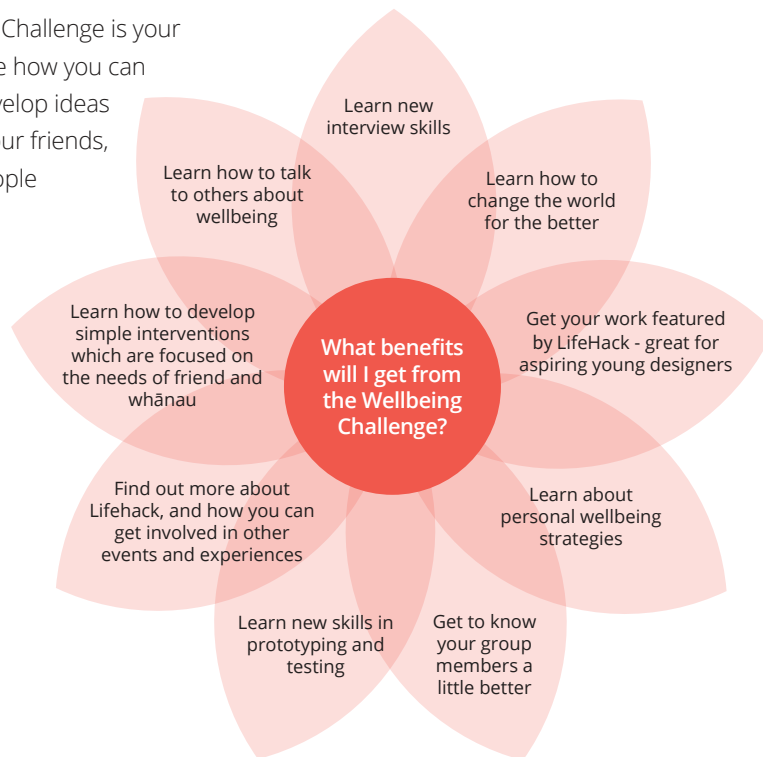 Challenge is your
e how you can
velop ideas
our friends,
ople
Learn new
interview skills
Learn how to
change the world
for the better
Get your work featured
by LifeHack - great for
aspiring young designers
Learn about
personal wellbeing
strategies
Get to know
your group
members a
little better
Learn new skills in
prototyping and
testing
Find out more about
Lifehack, and how you can
get involved in other
events and experiences
Learn how to develop
simple interventions
which are focused on
the needs of friend and
whānau
Learn how to talk
to others about
wellbeing
What benefits
will I get from
the Wellbeing
Challenge?